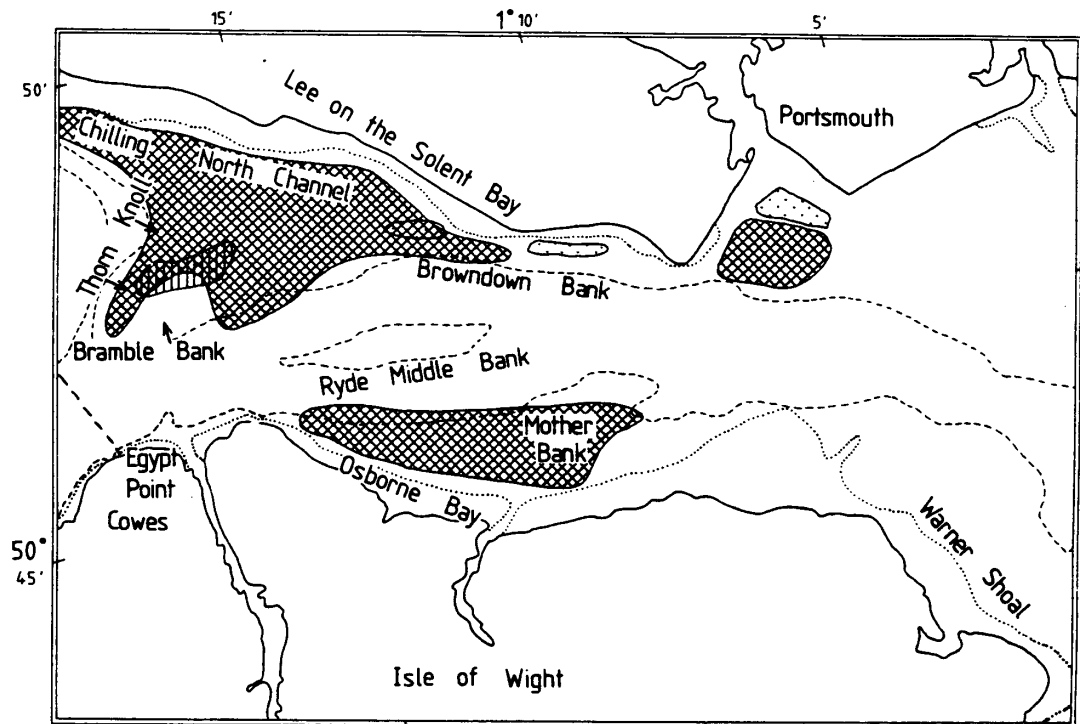 15' 1° 10' 5'
50'
Lee on the Solent Bay
Portsmouth
Chilling
North Channel
Knoll
Thorn
Browndown Bank
Bramble Bank
Ryde Middle Bank
Mother
Bank
Egypt
Point
Cowes
Osborne Bay
50°
45'
Warner Shoal
Isle of Wight